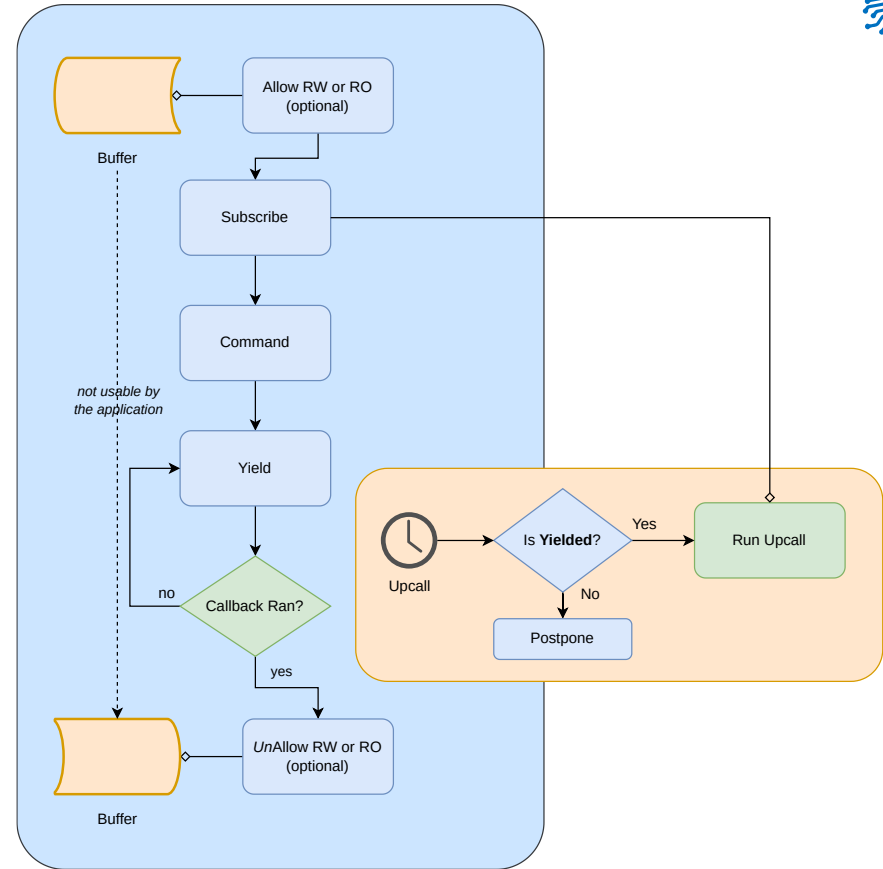 Allow RW or RO
(optional)
Buffer
Subscribe
Command
not usable by
the application
Yield
Is Yielded?
Yes
Run Upcall
Upcall
No
no
Callback Ran?
Postpone
yes
UnAllow RW or RO
(optional)
Buffer